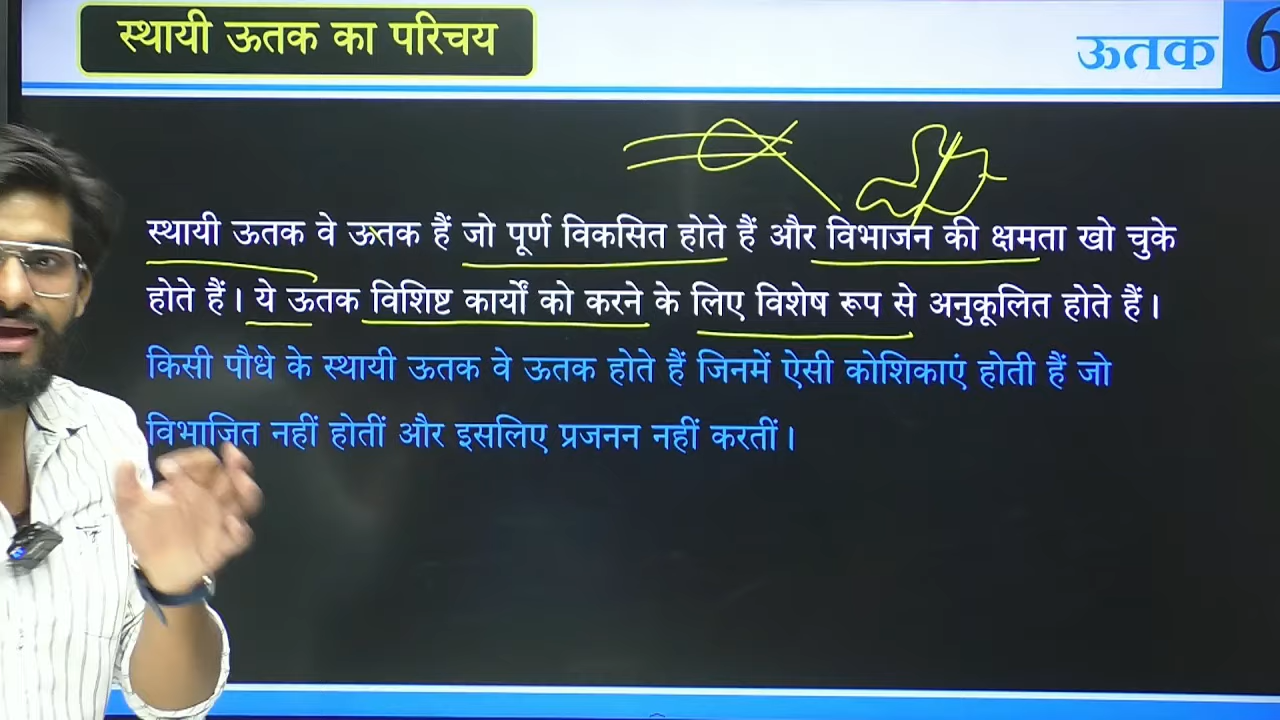 स्थायी ऊतक का परिचय
ऊतक 6
स्थायी ऊतक वे ऊतक हैं जो पूर्ण विकसित होते हैं और विभाजन की क्षमता खो चुके
होते हैं। ये ऊतक विशिष्ट कार्यों को करने के लिए विशेष रूप से अनुकूलित होते हैं।
किसी पौधे के स्थायी ऊतक वे ऊतक होते हैं जिनमें ऐसी कोशिकाएं होती हैं जो
विभाजित नहीं होतीं और इसलिए प्रजनन नहीं करतीं।